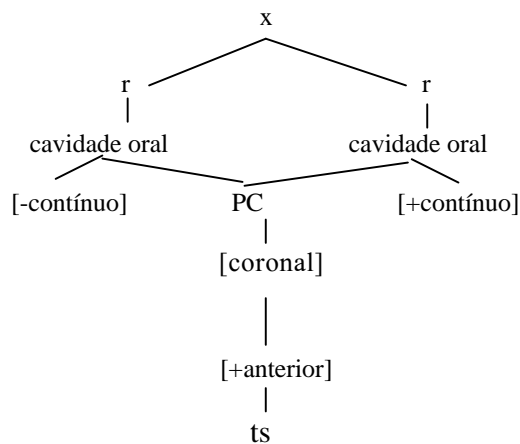 x
r r
cavidade oral cavidade oral
[-contínuo] PC [+contínuo]
[coronal]
[+anterior]
ts